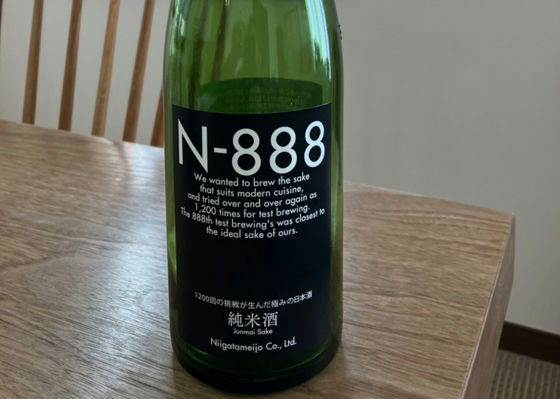 N-888
We wanted to brew the sake
that suits modern cuisine,
and tried over and over again as
1,200 times for test brewing.
The 888th test brewing's was closest to
the ideal sake of ours.
1200回の挑戦が生んだ極みの日本酒
純米酒
Junmai Sake
Niigatameijo Co., Ltd.